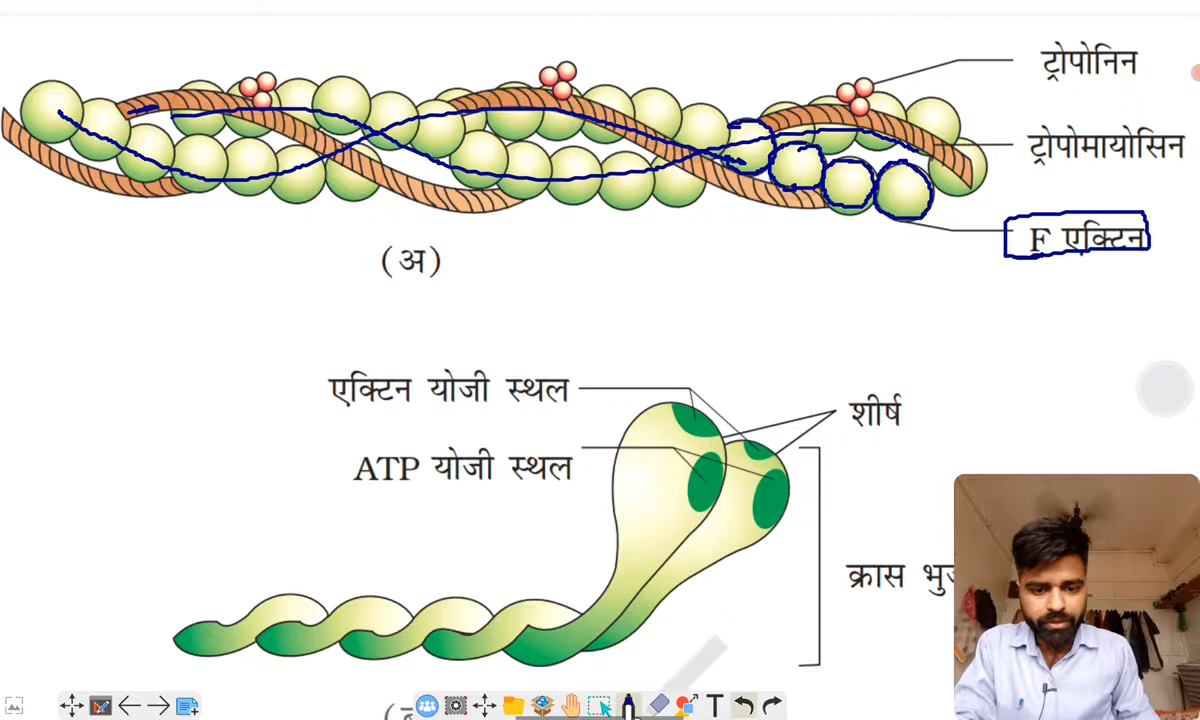 ट्रोपोनिन
ट्रोपोमायोसिन
F एक्टिन
(अ)
एक्टिन योजी स्थल
शीर्ष
ATP योजी स्थल
क्रास